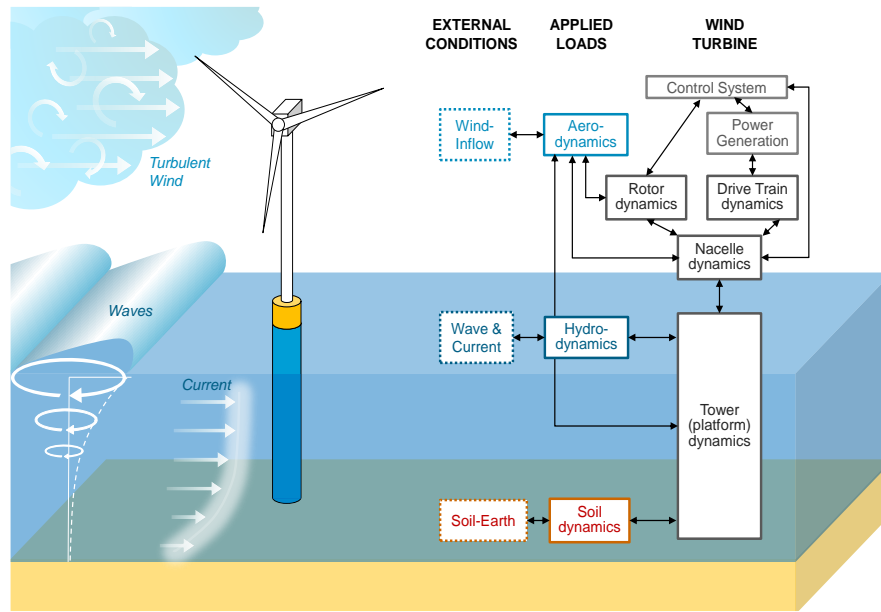 EXTERNAL
CONDITIONS
APPLIED
LOADS
WIND
TURBINE
Control System
Wind-
Inflow
Aero-
dynamics
Power
Generation
Turbulent
Wind
Rotor
dynamics
Drive Train
dynamics
Nacelle
dynamics
Waves
Wave &
Current
Hydro-
dynamics
Current
Tower
(platform)
dynamics
Soil-Earth
Soil
dynamics